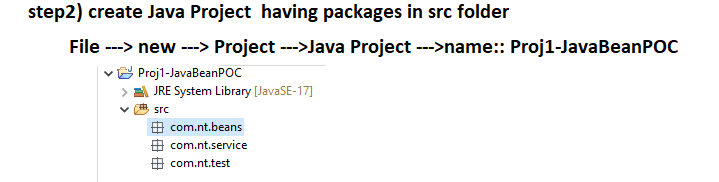 step2) create Java Project having packages in src folder
File ---> new ---> Project --->Java Project --->name:: Proj1-JavaBeanPOC
Proj1-JavaBeanPOC
JRE System Library [JavaSE-17]
src
com.nt.beans
com.nt.service
com.nt.test